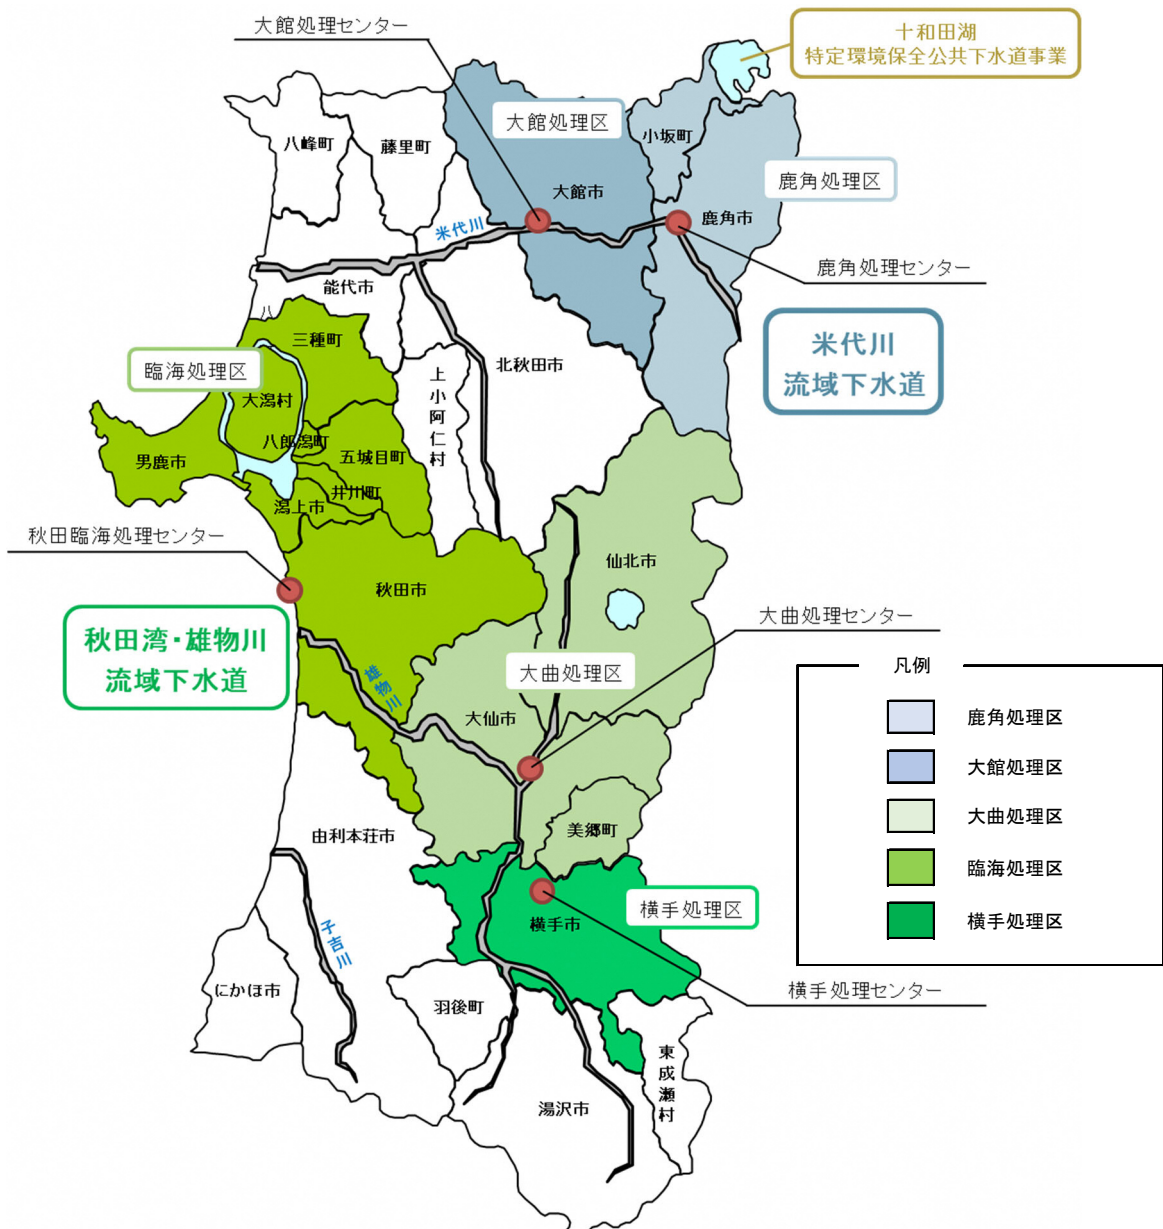 大館処理センター
十和田湖
特定環境保全公共下水道事業
大館処理区
小坂町
八峰町
藤里町
鹿角処理区
大館市
鹿角市
米代川
鹿角処理センター
能代市
八
三種町
米代川
流域下水道
臨海処理区
北秋田市
上小阿仁村
大潟村
八郎潟町
五城目町
男鹿市
井川町
潟上市
秋田臨海処理センター
仙北市
秋田市
大曲処理センター
秋田湾・雄物川
流域下水道
大曲処理区
凡例
雄物川
大仙市
鹿角処理区
大館処理区
大曲処理区
臨海処理区
横手処理区
美郷町
由利本荘市
横手処理区
横手市
子吉川
にかほ市
羽後町
横手処理センター
東成瀬村
湯沢市